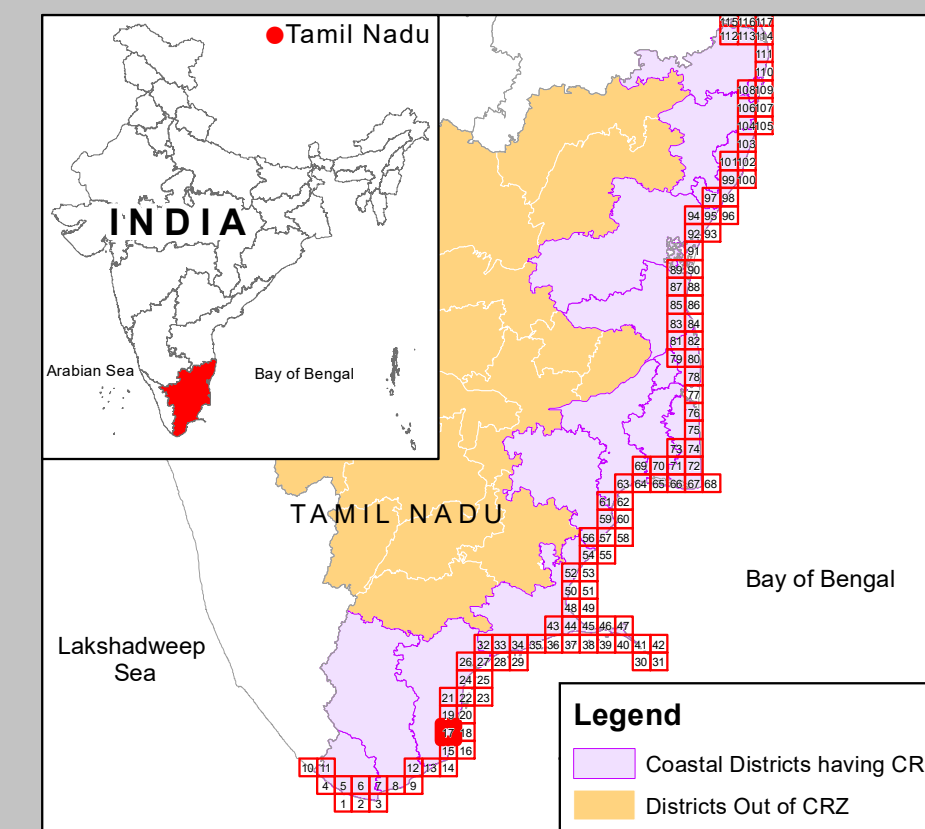 Tamil Nadu
INDIA
Arabian Sea
Bay of Bengal
TAMIL NADU
Bay of Bengal
Lakshadweep
Sea
115 116 117
112 113 114
111
110
108 109
106 107
104 105
103
101 102
99 100
97 98
94 95 96
92 93
91
89 90
87 88
85 86
83 84
81 82
79 80
78
77
76
75
73 74
69 70 71 72
63 64 65 66 67 68
61 62
59 60
56 57 58
54 55
52 53
50 51
48 49
43 44 45 46 47
32 33 34 35 36 37 38 39 40 41 42
26 27 28 29 30 31
24 25
21 22 23
19 20
17 18
15 16
10 11 12 13 14
4 5 6 7 8 9
1 2 3
Legend
Coastal Districts having CR
Districts Out of CRZ